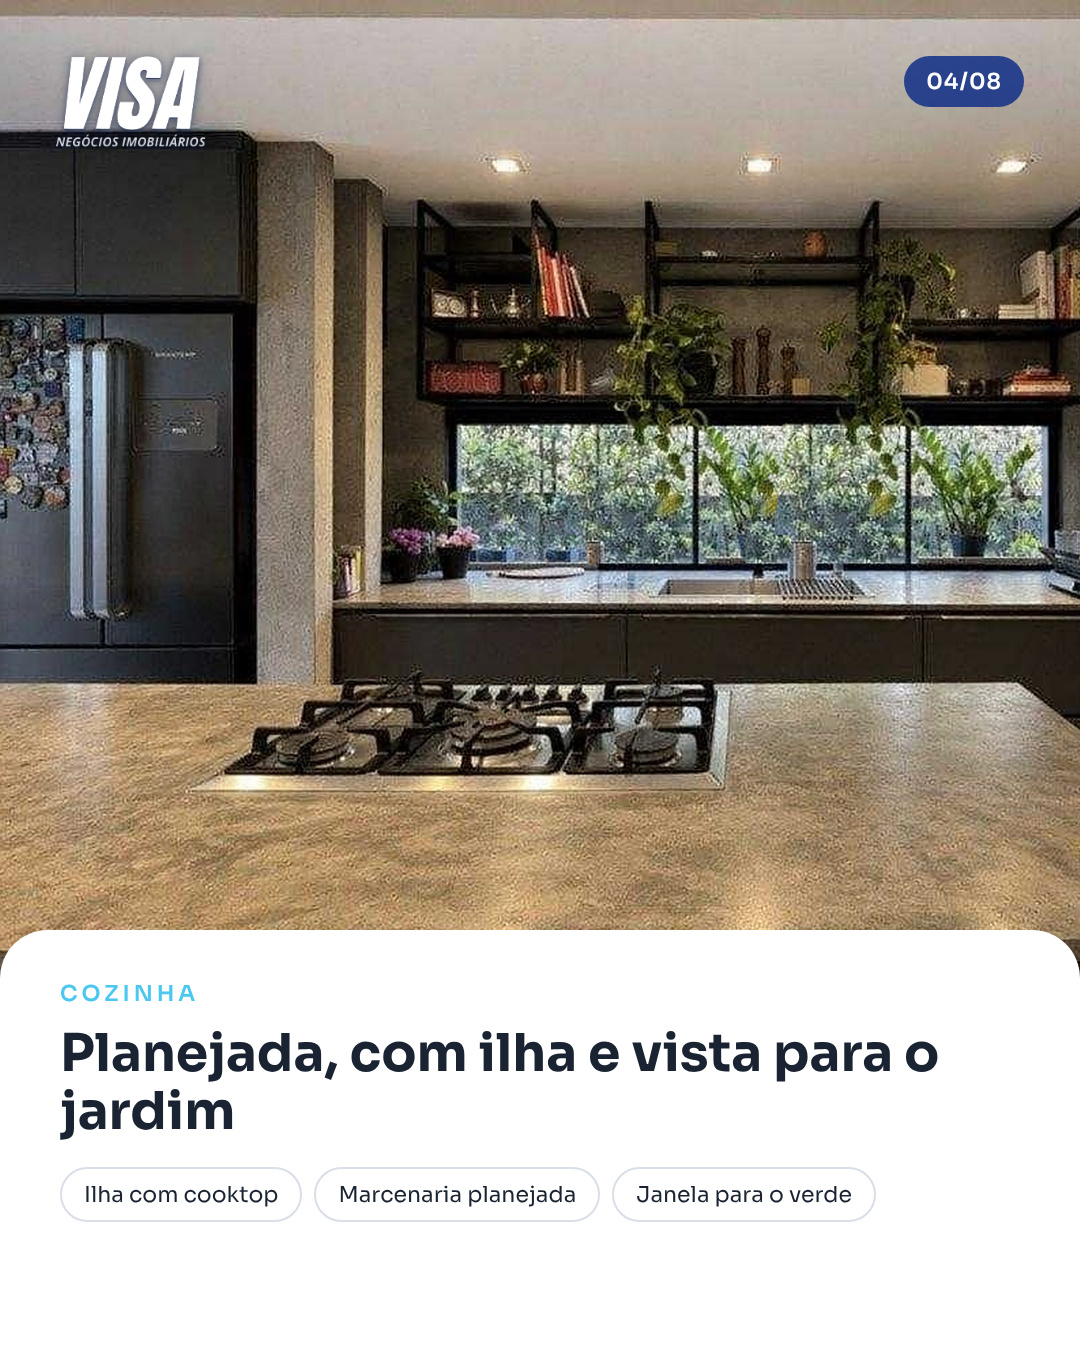 VISA
NEGÓCIOS IMOBILIÁRIOS
04/08
COZINHA
Planejada, com ilha e vista para o
jardim
Ilha com cooktop
Marcenaria planejada
Janela para o verde